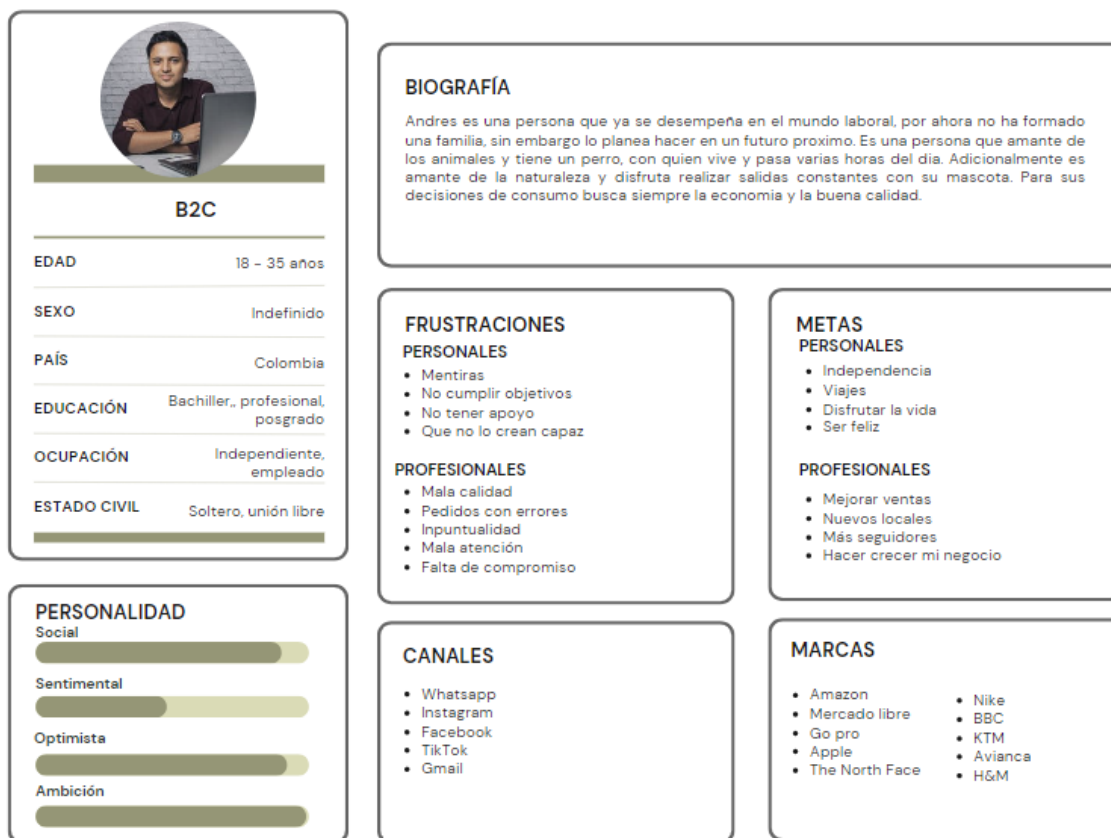 B2C
EDAD
18 - 35 años
SEXO
Indefinido
PAÍS
Colombia
EDUCACIÓN
Bachiller,, profesional,
posgrado
OCUPACIÓN
Independiente,
empleado
ESTADO CIVIL
Soltero, unión libre
PERSONALIDAD
Social
Sentimental
Optimista
Ambición
BIOGRAFÍA
Andres es una persona que ya se desempeña en el mundo laboral, por ahora no ha formado
una familia, sin embargo lo planea hacer en un futuro proximo. Es una persona que amante de
los animales y tiene un perro, con quien vive y pasa varias horas del dia. Adicionalmente es
amante de la naturaleza y disfruta realizar salidas constantes con su mascota. Para sus
decisiones de consumo busca siempre la economia y la buena calidad.
FRUSTRACIONES
PERSONALES
• Mentiras
• No cumplir objetivos
• No tener apoyo
• Que no lo crean capaz
PROFESIONALES
• Mala calidad
• Pedidos con errores
• Inpuntualidad
• Mala atención
• Falta de compromiso
METAS
PERSONALES
• Independencia
• Viajes
• Disfrutar la vida
• Ser feliz
PROFESIONALES
• Mejorar ventas
• Nuevos locales
• Más seguidores
• Hacer crecer mi negocio
CANALES
• Whatsapp
• Instagram
• Facebook
• TikTok
• Gmail
MARCAS
• Amazon
• Mercado libre
• Go pro
• Apple
• The North Face
• Nike
• BBC
• KTM
• Avianca
• H&M